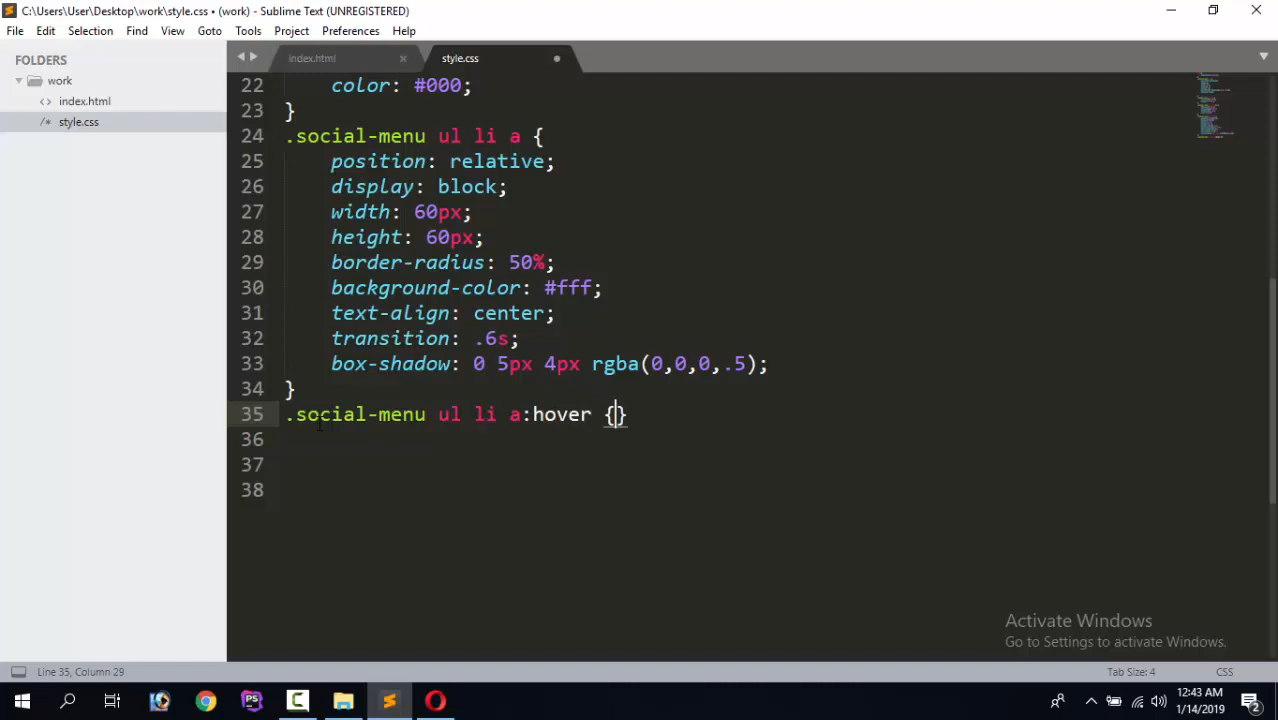 C:\Users\User\Desktop\work\style.css • (work) - Sublime Text (UNREGISTERED)
File Edit Selection Find View Goto Tools Project Preferences Help
FOLDERS
work
index.html
style.css
index.html style.css
22 color: #000;
23 }
24 .social-menu ul li a {
25 position: relative;
26 display: block;
27 width: 60px;
28 height: 60px;
29 border-radius: 50%;
30 background-color: #fff;
31 text-align: center;
32 transition: .6s;
33 box-shadow: 0 5px 4px rgba(0,0,0,.5);
34 }
35 .social-menu ul li a:hover {}
36
37
38
Activate Windows
Go to Settings to activate Windows.
Line 35, Column 29 Tab Size: 4 CSS
12:43 AM
1/14/2019
2